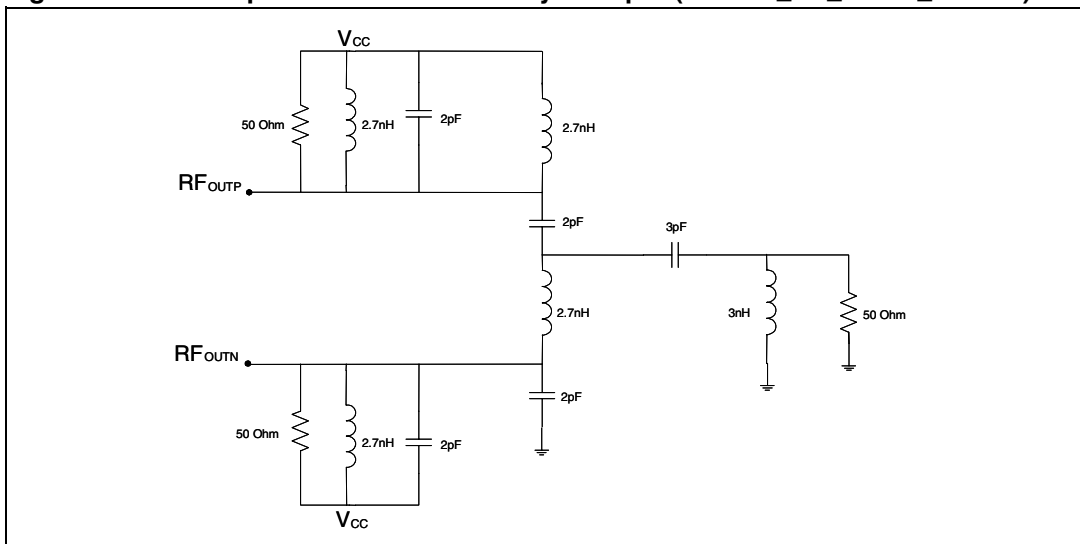 VCC
50 Ohm
2.7nH
2pF
2.7nH
RFOUTP
2pF
3pF
2.7nH
3nH
50 Ohm
RFOUTN
2pF
50 Ohm
2.7nH
2pF
VCC